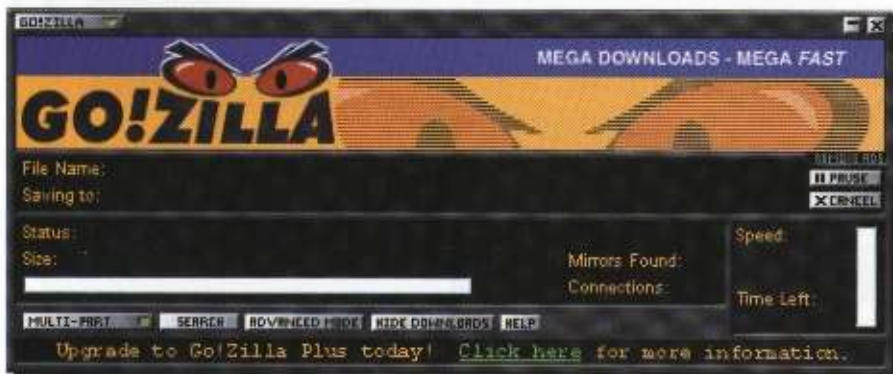 GO!ZILLA
MEGA DOWNLOADS - MEGA FAST
GO!ZILLA
File Name:
REMOVE ADS
Saving to:
PAUSE
CANCEL
Status:
Speed:
Size:
Mirrors Found:
Connections:
Time Left:
MULTI-PART SEARCH ADVANCED MODE HIDE DOWNLOADS HELP
Upgrade to Go!Zilla Plus today! Click here for more information.